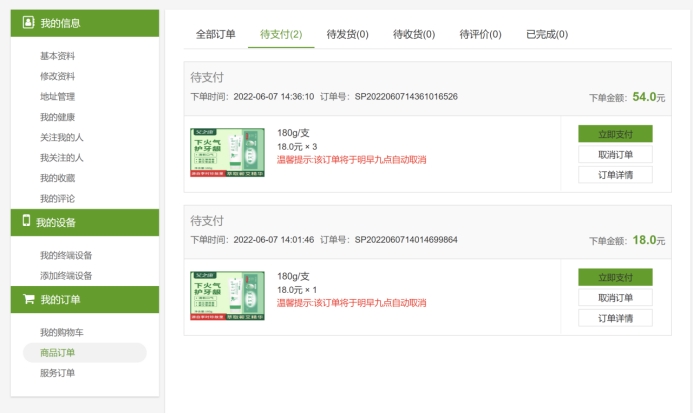 我的信息
基本资料
修改资料
地址管理
我的健康
关注我的人
我关注的人
我的收藏
我的评论
我的设备
我的终端设备
添加终端设备
我的订单
我的购物车
商品订单
服务订单
全部订单 待支付(2) 待发货(0) 待收货(0) 待评价(0) 已完成(0)
待支付
下单时间：2022-06-07 14:36:10 订单号：SP2022060714361016526 下单金额：54.0元
下火气
护牙龈
180g/支
18.0元 × 3
温馨提示:该订单将于明早九点自动取消
立即支付
取消订单
订单详情
待支付
下单时间：2022-06-07 14:01:46 订单号：SP2022060714014699864 下单金额：18.0元
下火气
护牙龈
180g/支
18.0元 × 1
温馨提示:该订单将于明早九点自动取消
立即支付
取消订单
订单详情